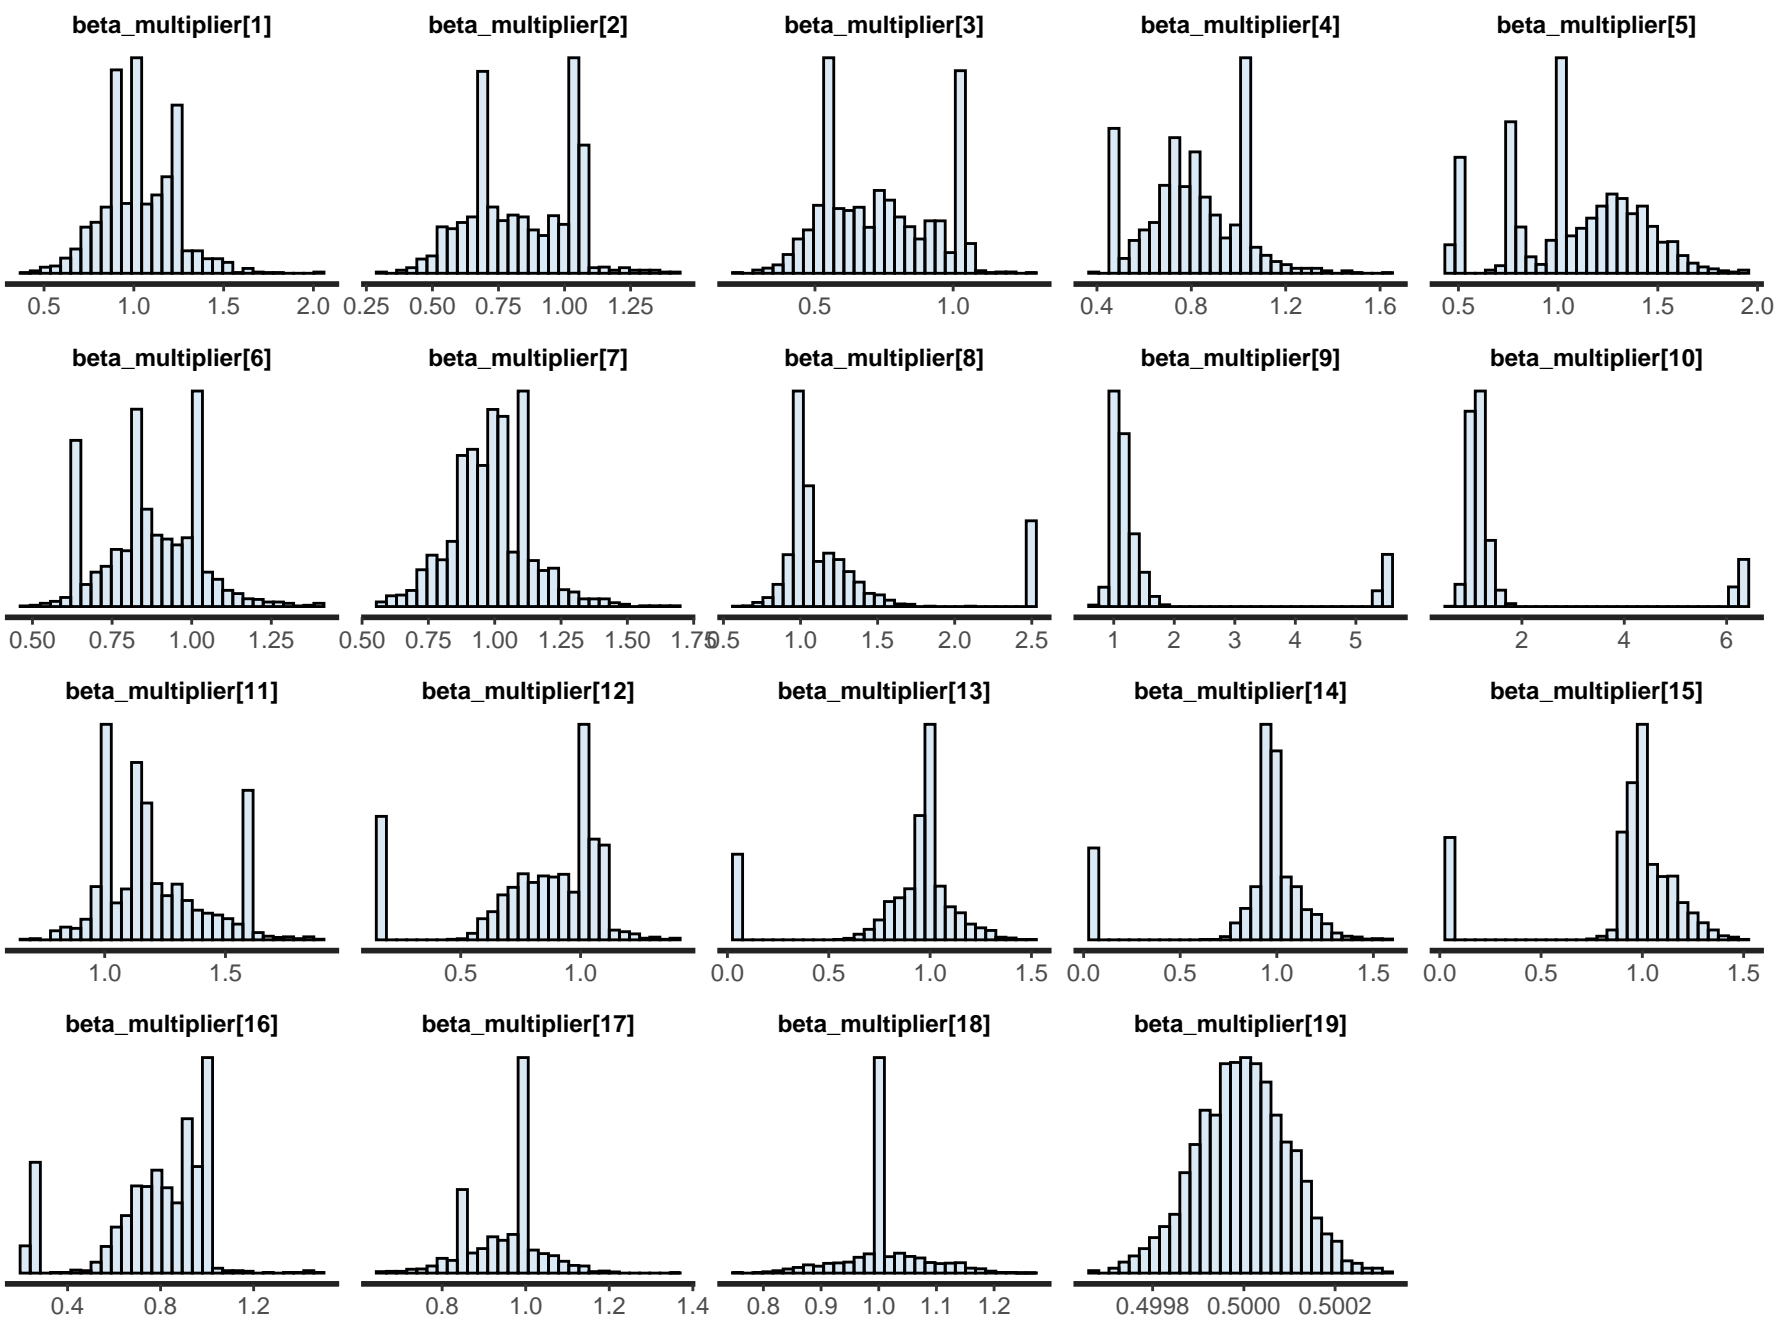 beta_multiplier[1] beta_multiplier[2] beta_multiplier[3] beta_multiplier[4] beta_multiplier[5]
0.5 1.0 1.5 2.0 0.25 0.50 0.75 1.00 1.25 0.5 1.0 0.4 0.8 1.2 1.6 0.5 1.0 1.5 2.0
beta_multiplier[6] beta_multiplier[7] beta_multiplier[8] beta_multiplier[9] beta_multiplier[10]
0.50 0.75 1.00 1.25 0.50 0.75 1.00 1.25 1.50 1.75 0.5 1.0 1.5 2.0 2.5 1 2 3 4 5 2 4 6
beta_multiplier[11] beta_multiplier[12] beta_multiplier[13] beta_multiplier[14] beta_multiplier[15]
1.0 1.5 0.5 1.0 0.0 0.5 1.0 1.5 0.0 0.5 1.0 1.5 0.0 0.5 1.0 1.5
beta_multiplier[16] beta_multiplier[17] beta_multiplier[18] beta_multiplier[19]
0.4 0.8 1.2 0.8 1.0 1.2 1.4 0.8 0.9 1.0 1.1 1.2 0.4998 0.5000 0.5002